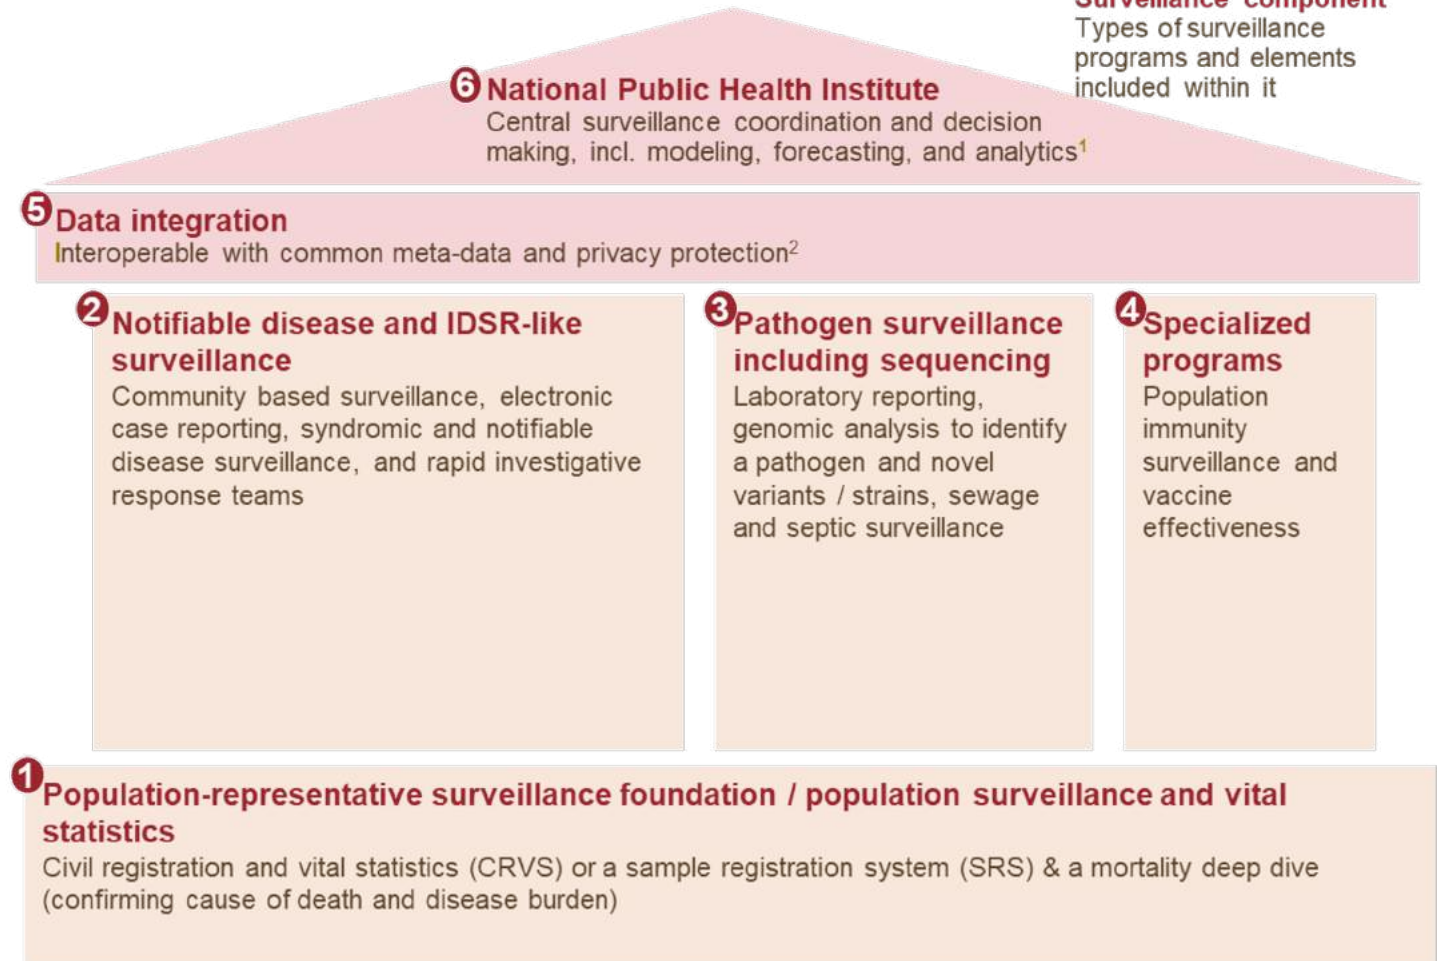 Surveillance component
Types of surveillance
programs and elements
included within it
6 National Public Health Institute
Central surveillance coordination and decision
making, incl. modeling, forecasting, and analytics1
5 Data integration
Interoperable with common meta-data and privacy protection2
2 Notifiable disease and IDSR-like
surveillance
Community based surveillance, electronic
case reporting, syndromic and notifiable
disease surveillance, and rapid investigative
response teams
3 Pathogen surveillance
including sequencing
Laboratory reporting,
genomic analysis to identify
a pathogen and novel
variants / strains, sewage
and septic surveillance
4 Specialized
programs
Population
immunity
surveillance and
vaccine
effectiveness
1 Population-representative surveillance foundation / population surveillance and vital
statistics
Civil registration and vital statistics (CRVS) or a sample registration system (SRS) & a mortality deep dive
(confirming cause of death and disease burden)